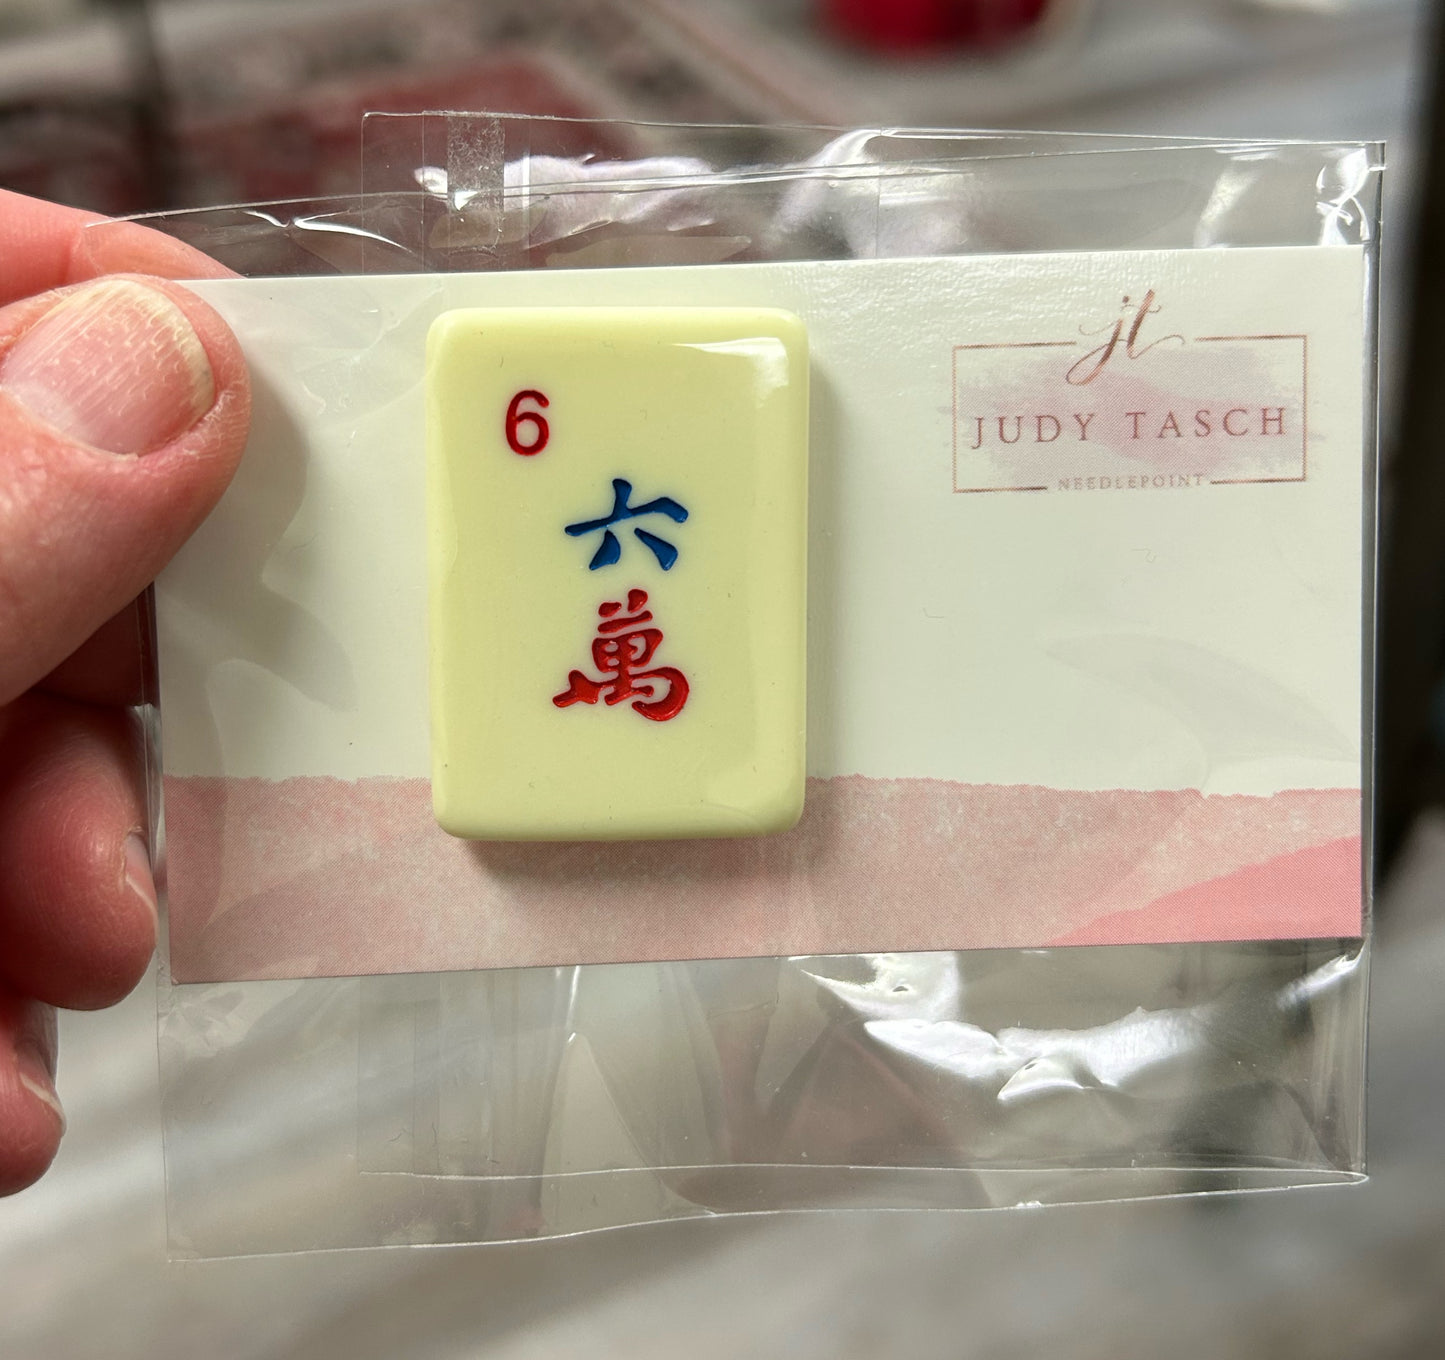 6
六
萬
jt
JUDY TASCH
NEEDLEPOINT